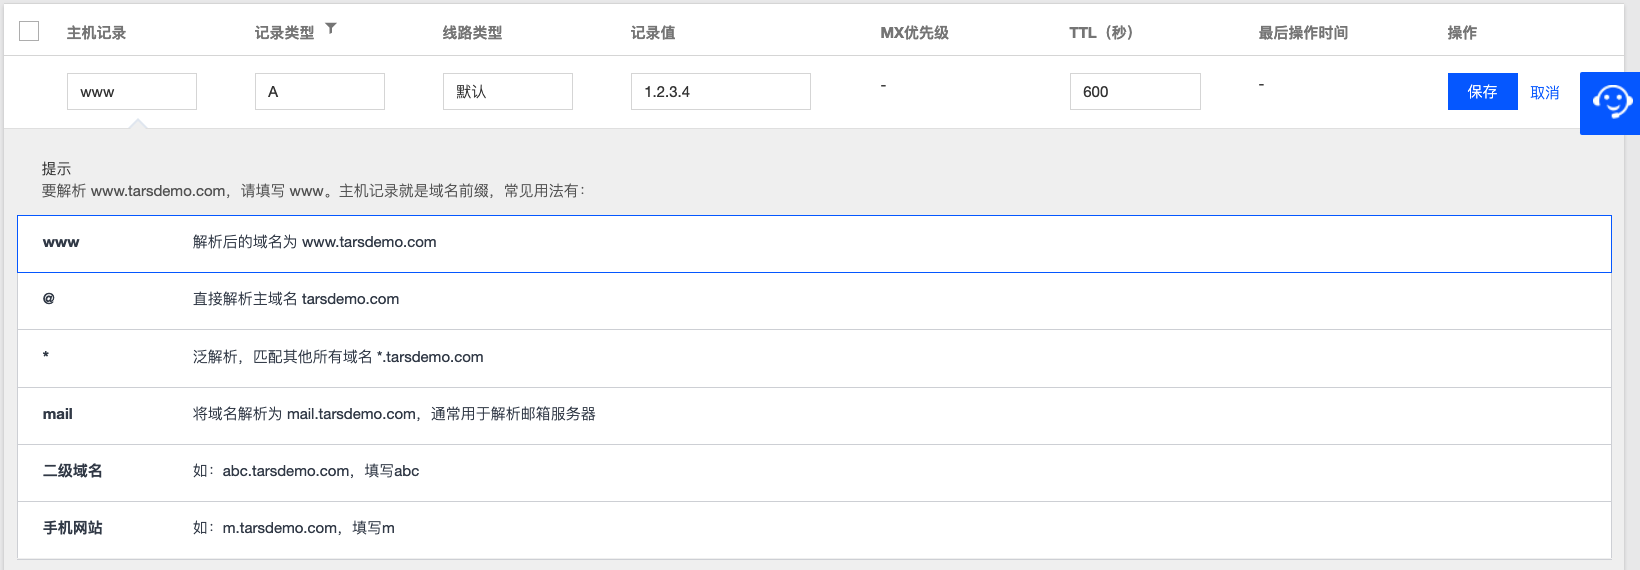 主机记录 记录类型 线路类型 记录值 MX优先级 TTL（秒） 最后操作时间 操作
www A 默认 1.2.3.4 - 600 - 保存 取消
提示
要解析 www.tarsdemo.com，请填写 www。主机记录就是域名前缀，常见用法有：
www 解析后的域名为 www.tarsdemo.com
@ 直接解析主域名 tarsdemo.com
* 泛解析，匹配其他所有域名 *.tarsdemo.com
mail 将域名解析为 mail.tarsdemo.com，通常用于解析邮箱服务器
二级域名 如：abc.tarsdemo.com，填写abc
手机网站 如：m.tarsdemo.com，填写m